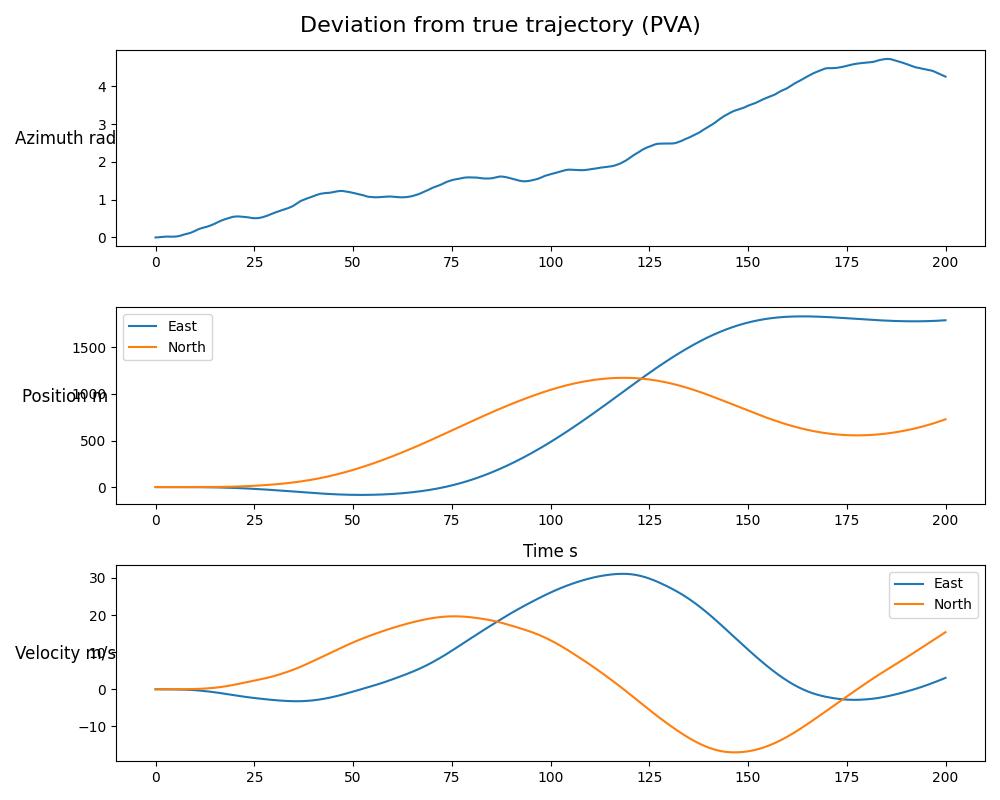 Deviation from true trajectory (PVA)
Azimuth rad
4
3
2
1
0
0 25 50 75 100 125 150 175 200
East
North
Position m
1500
1000
500
0
0 25 50 75 100 125 150 175 200
Time s
East
North
Velocity m/s
30
20
10
0
−10
0 25 50 75 100 125 150 175 200